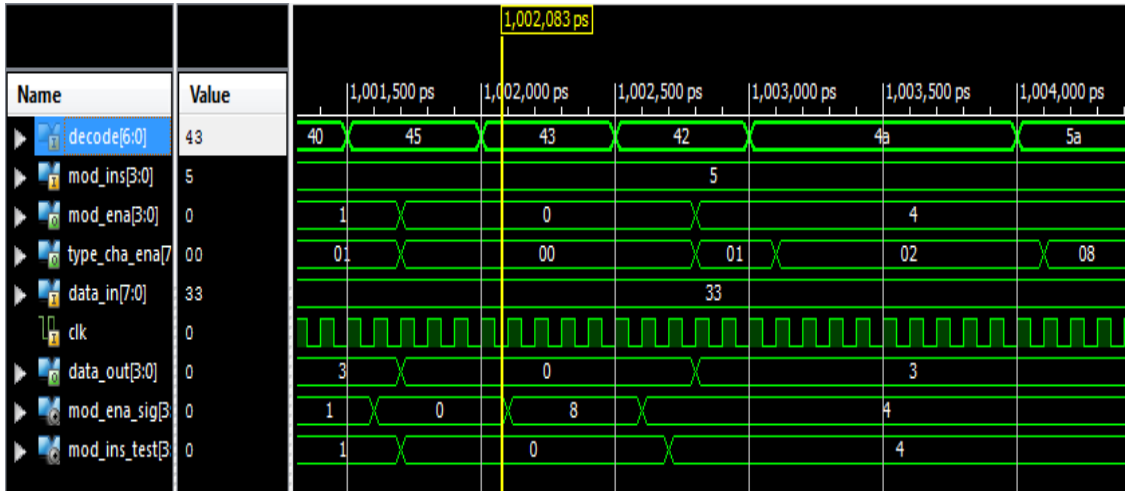 1,002,083 ps
Name Value 1,001,500 ps 1,002,000 ps 1,002,500 ps 1,003,000 ps 1,003,500 ps 1,004,000 ps
decode[6:0] 43 40 45 43 42 4a 5a
mod_ins[3:0] 5 5
mod_ena[3:0] 0 1 0 4
type_cha_ena[7 00 01 00 01 02 08
data_in[7:0] 33 33
clk 0
data_out[3:0] 0 3 0 3
mod_ena_sig[3: 0 1 0 8 4
mod_ins_test[3: 0 1 0 4